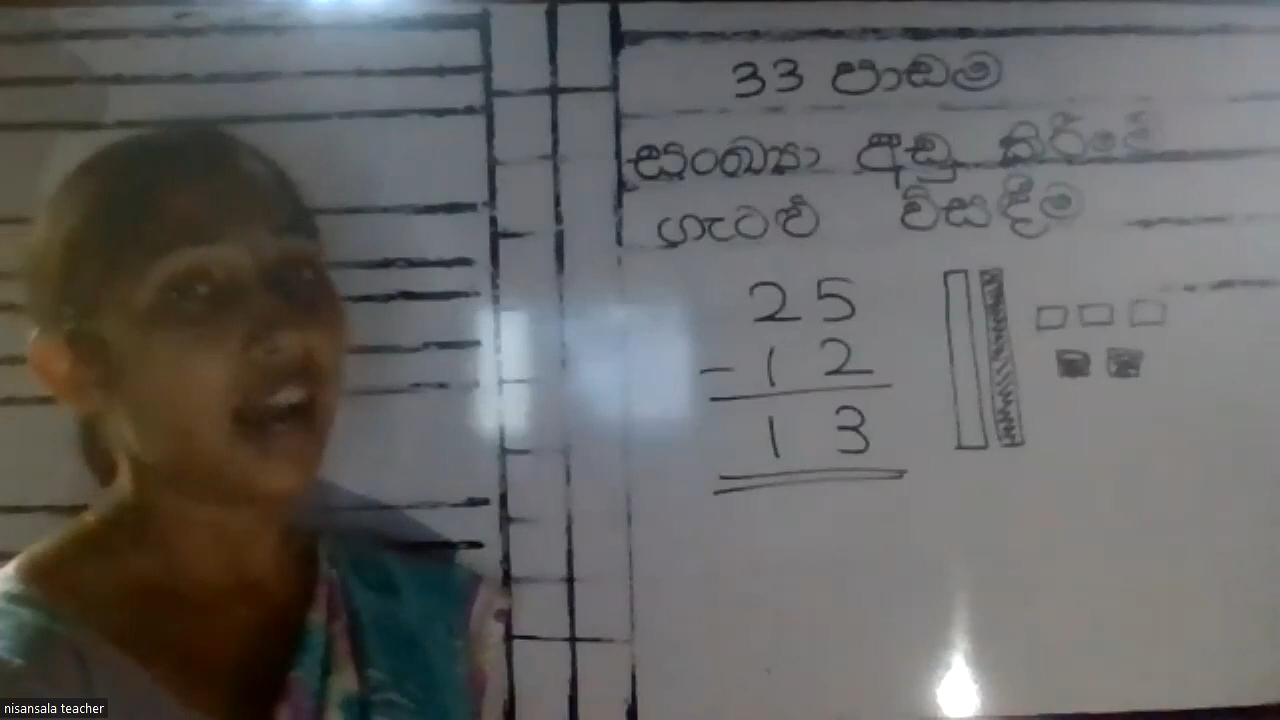 33 පාඩම
සංඛ්‍යා අඩු කිරීමේ
ගැටළු විසඳීම
25
- 12
13
nisansala teacher